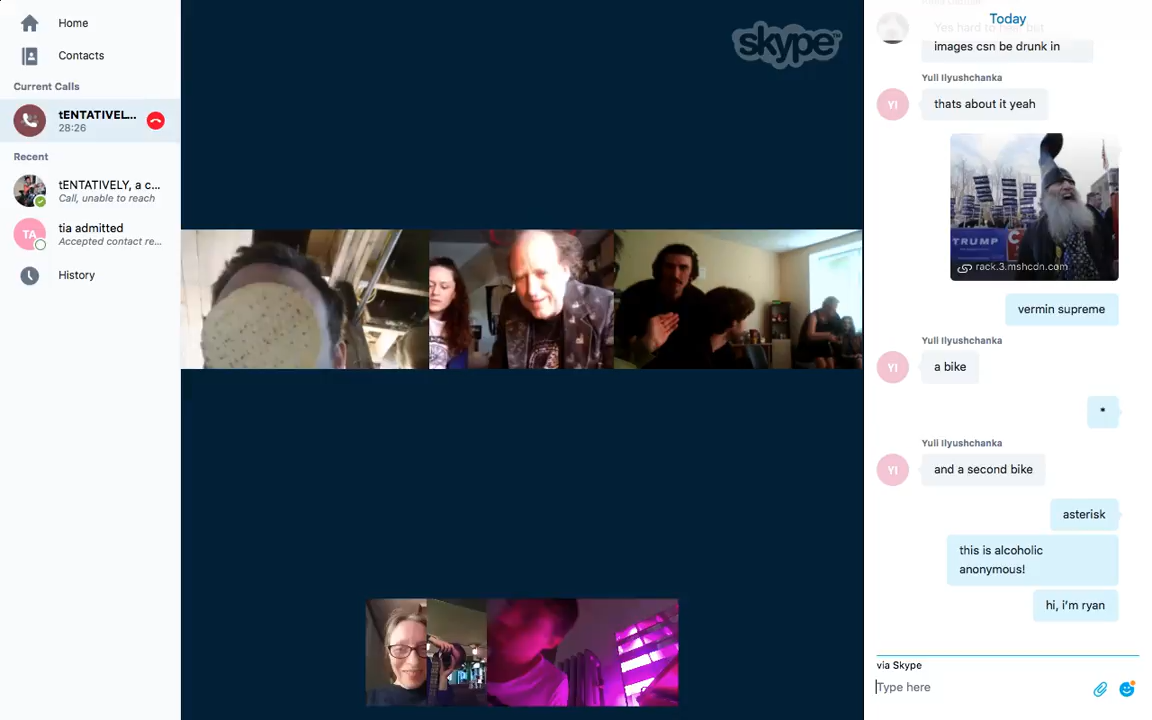 Home
Contacts
Current Calls
tENTATIVEL...
28:26
Recent
tENTATIVELY, a c...
Call, unable to reach
TA
tia admitted
Accepted contact re...
History
skype™
Today
images csn be drunk in
Yuli Ilyushchanka
YI
thats about it yeah
TRUMP
rack.3.mshcdn.com
vermin supreme
Yuli Ilyushchanka
YI
a bike
*
Yuli Ilyushchanka
YI
and a second bike
asterisk
this is alcoholic
anonymous!
hi, i'm ryan
via Skype
Type here